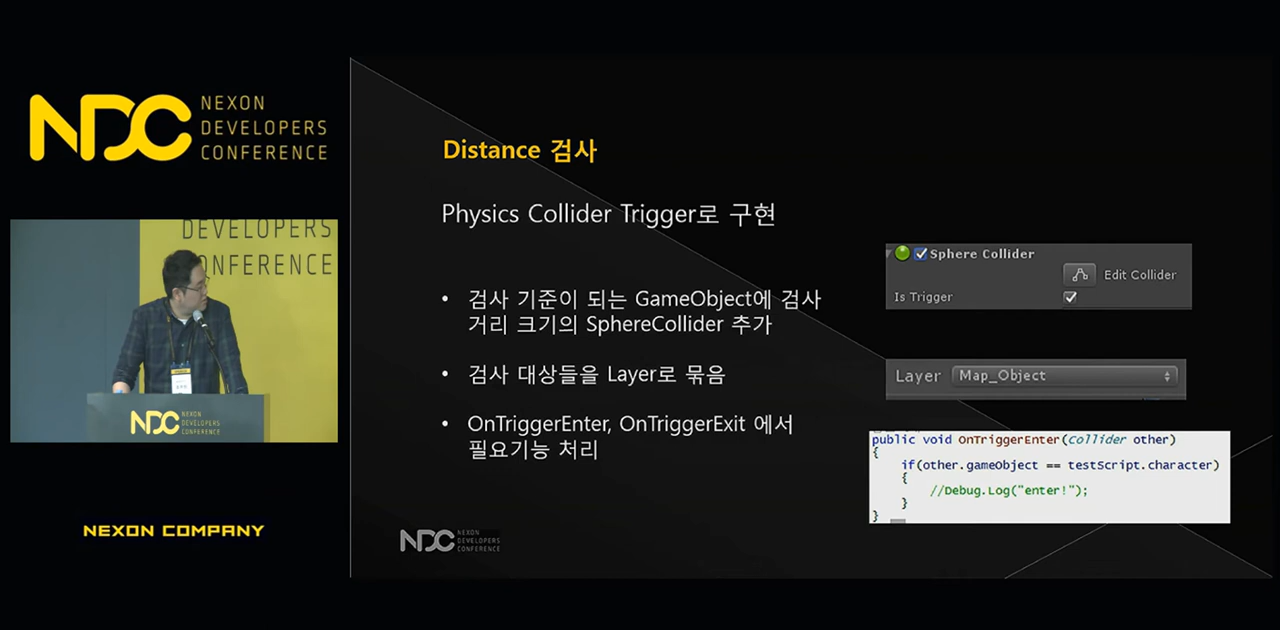 NDC
NEXON
DEVELOPERS
CONFERENCE
DEVELOPERS
ONFERENCE
NDC
NEXON
DEVELOPERS
CONFERENCE
NEXON COMPANY
Distance 검사
Physics Collider Trigger로 구현
• 검사 기준이 되는 GameObject에 검사
거리 크기의 SphereCollider 추가
• 검사 대상들을 Layer로 묶음
• OnTriggerEnter, OnTriggerExit 에서
필요기능 처리
Sphere Collider
Edit Collider
Is Trigger
Layer Map_Object
public void OnTriggerEnter(Collider other)
{
if(other.gameObject == testScript.character)
{
//Debug.Log("enter!");
}
}
NDC
NEXON
DEVELOPERS
CONFERENCE